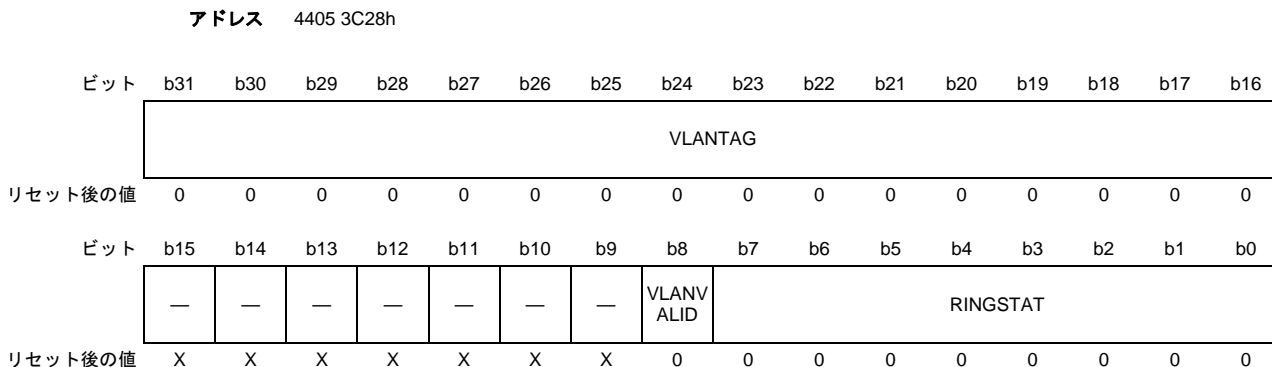 アドレス 4405 3C28h
ビット b31 b30 b29 b28 b27 b26 b25 b24 b23 b22 b21 b20 b19 b18 b17 b16
VLANTAG
リセット後の値 0 0 0 0 0 0 0 0 0 0 0 0 0 0 0 0
ビット b15 b14 b13 b12 b11 b10 b9 b8 b7 b6 b5 b4 b3 b2 b1 b0
— — — — — — — VLANV
ALID RINGSTAT
リセット後の値 X X X X X X X 0 0 0 0 0 0 0 0 0